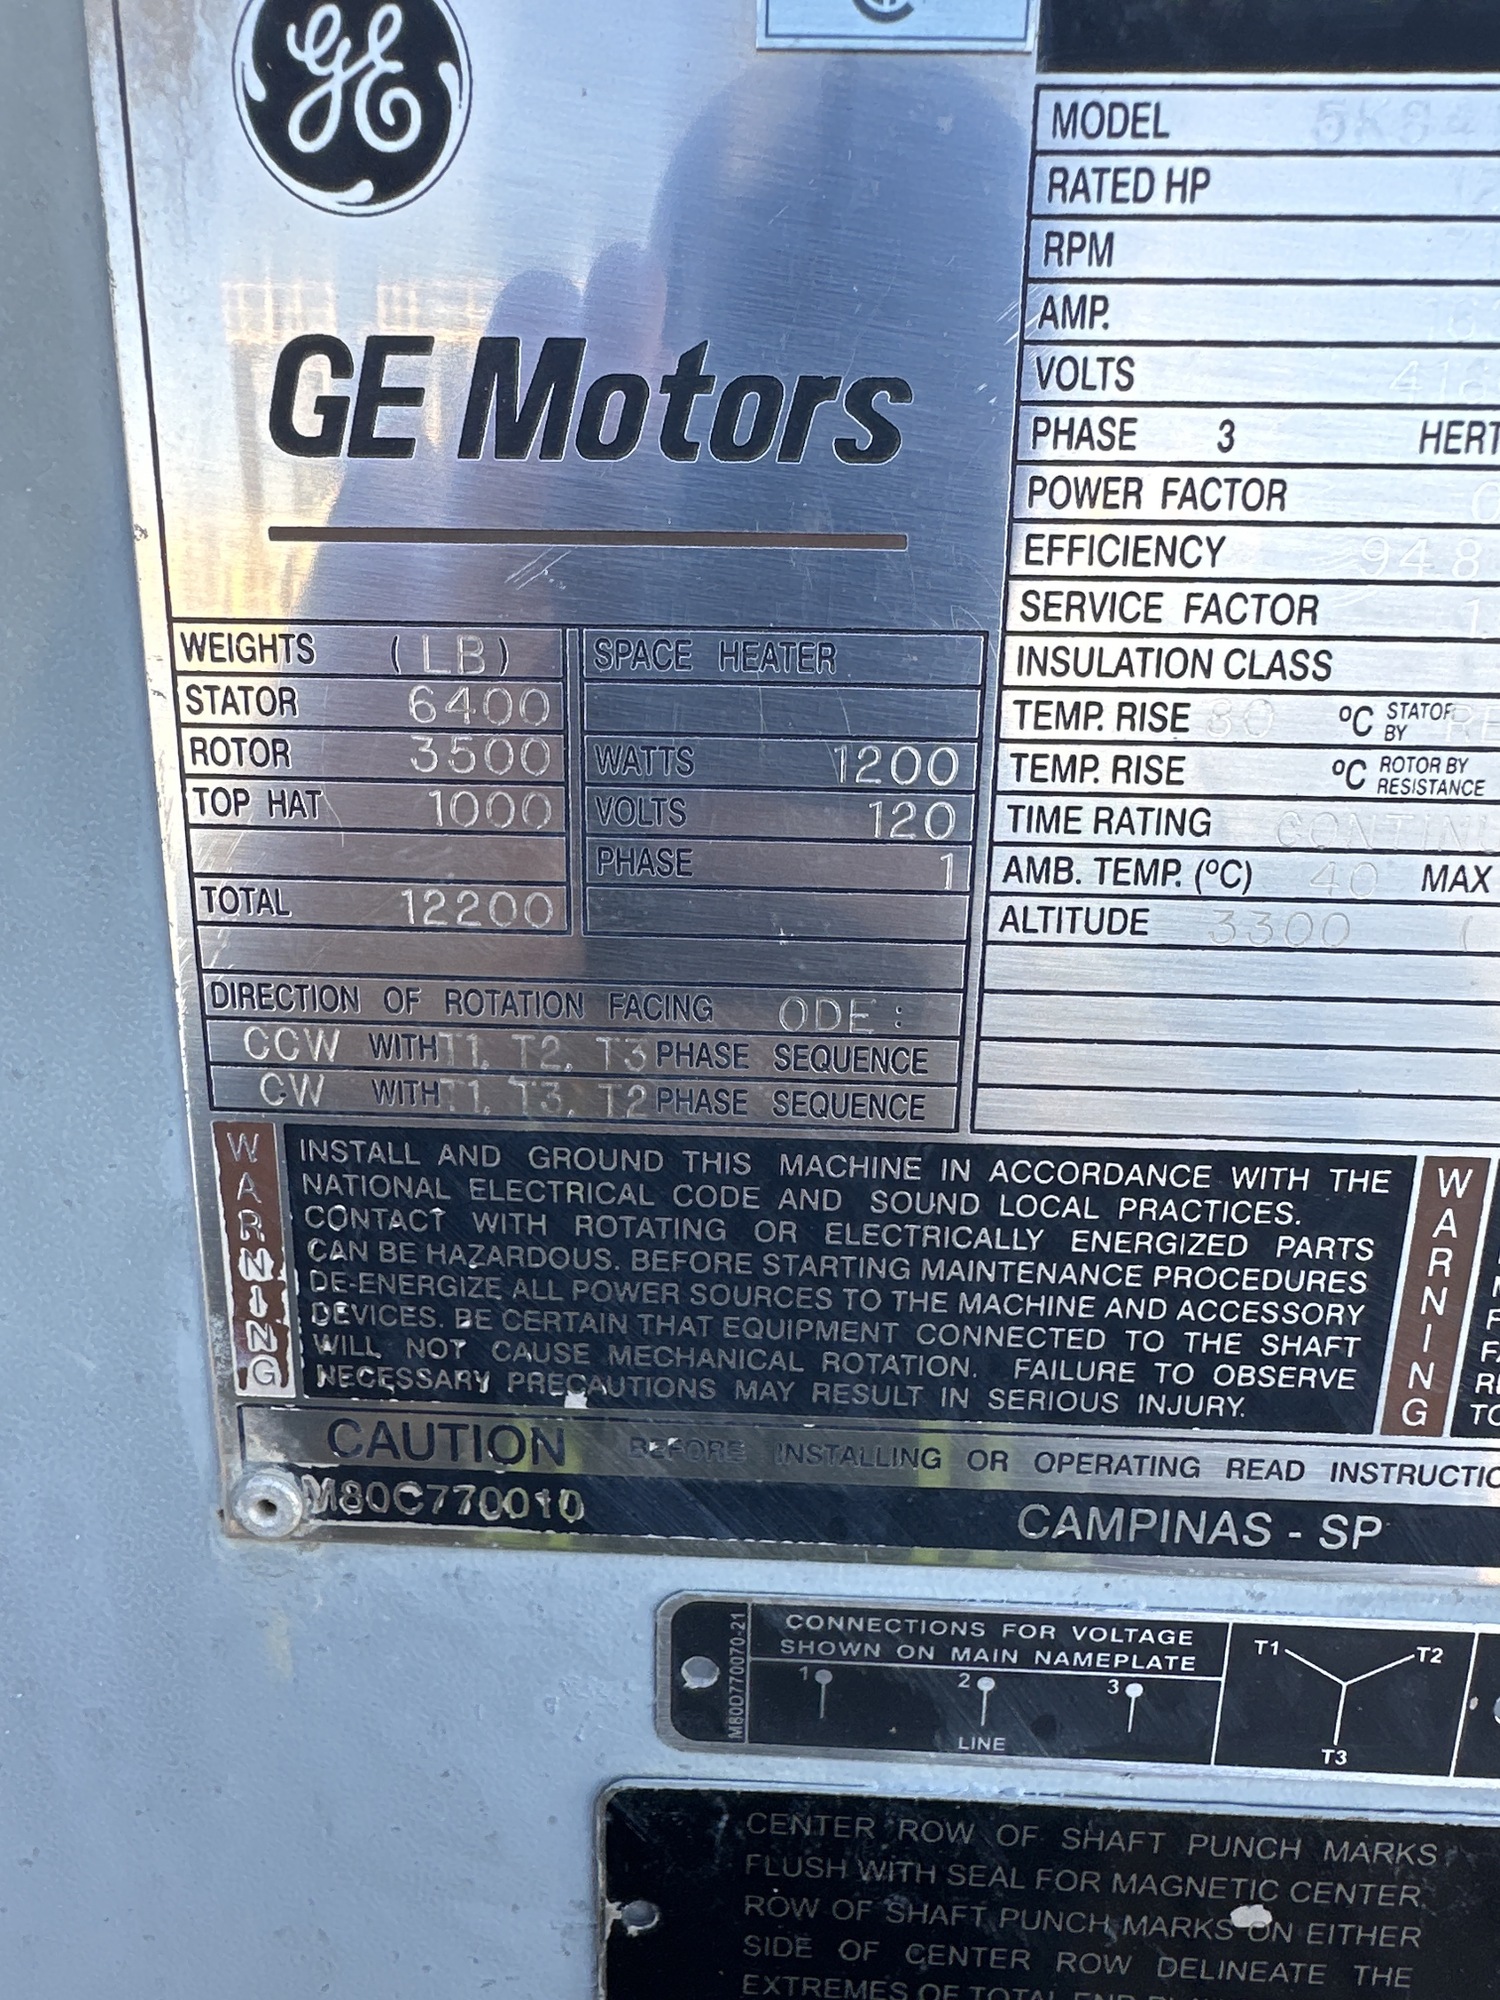 GE
GE Motors
MODEL
RATED HP
RPM
AMP.
VOLTS
PHASE 3
POWER FACTOR
EFFICIENCY 94.8
SERVICE FACTOR
INSULATION CLASS
TEMP. RISE 80 °C STATOR BY
TEMP. RISE °C ROTOR BY RESISTANCE
TIME RATING
AMB. TEMP. (°C) 40 MAX
ALTITUDE 3300 (
WEIGHTS (LB)
STATOR 6400
ROTOR 3500
TOP HAT 1000
TOTAL 12200
SPACE HEATER
WATTS 1200
VOLTS 120
PHASE 1
DIRECTION OF ROTATION FACING ODE:
CCW WITH T1, T2, T3 PHASE SEQUENCE
CW WITH T1, T3, T2 PHASE SEQUENCE
WARNING
INSTALL AND GROUND THIS MACHINE IN ACCORDANCE WITH THE
NATIONAL ELECTRICAL CODE AND SOUND LOCAL PRACTICES.
CONTACT WITH ROTATING OR ELECTRICALLY ENERGIZED PARTS
CAN BE HAZARDOUS. BEFORE STARTING MAINTENANCE PROCEDURES
DE-ENERGIZE ALL POWER SOURCES TO THE MACHINE AND ACCESSORY
DEVICES. BE CERTAIN THAT EQUIPMENT CONNECTED TO THE SHAFT
WILL NOT CAUSE MECHANICAL ROTATION. FAILURE TO OBSERVE
NECESSARY PRECAUTIONS MAY RESULT IN SERIOUS INJURY.
WARNING
CAUTION BEFORE INSTALLING OR OPERATING READ
M80C770010
CAMPINAS - SP
M80D770070-21
CONNECTIONS FOR VOLTAGE
SHOWN ON MAIN NAMEPLATE
1 2 3
LINE
T1 T2
T3
CENTER ROW OF SHAFT PUNCH MARKS
FLUSH WITH SEAL FOR MAGNETIC CENTER.
ROW OF SHAFT PUNCH MARKS ON EITHER
SIDE OF CENTER ROW DELINEATE THE
EXTREMES OF TOTAL END